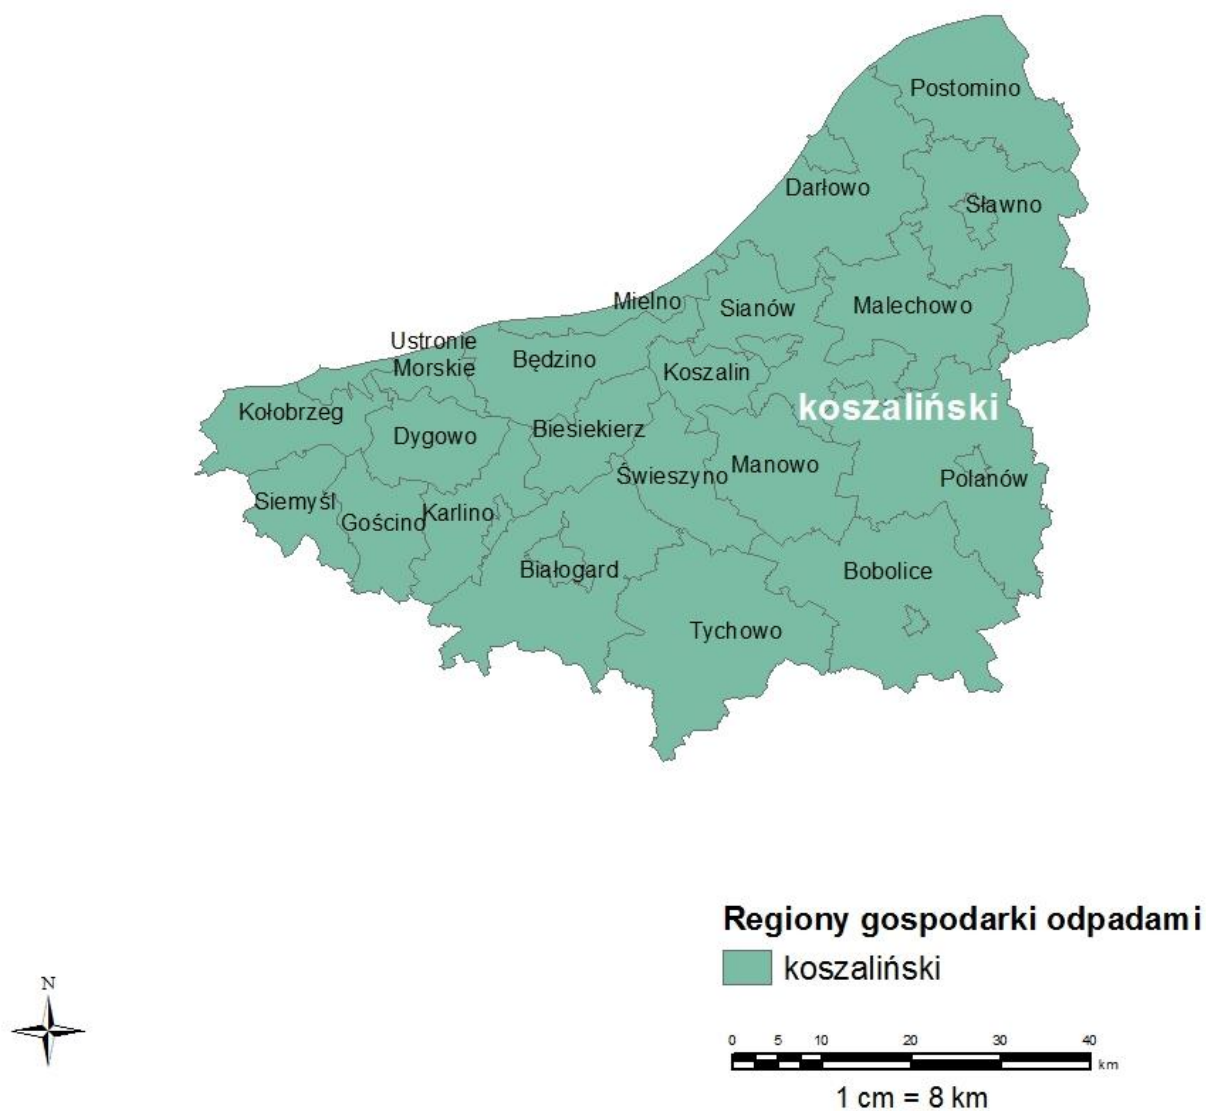 Postomino
Darłowo
Sławno
Mielno
Sianów
Malechowo
Ustronie
Morskie
Będzino
Koszalin
koszaliński
Kołobrzeg
Dygowo
Biesiekierz
Świeszyno
Manowo
Polanów
Siemyśl
Gościno
Karlino
Białogard
Bobolice
Tychowo
Regiony gospodarki odpadami
koszaliński
N
0 5 10 20 30 40
km
1 cm = 8 km